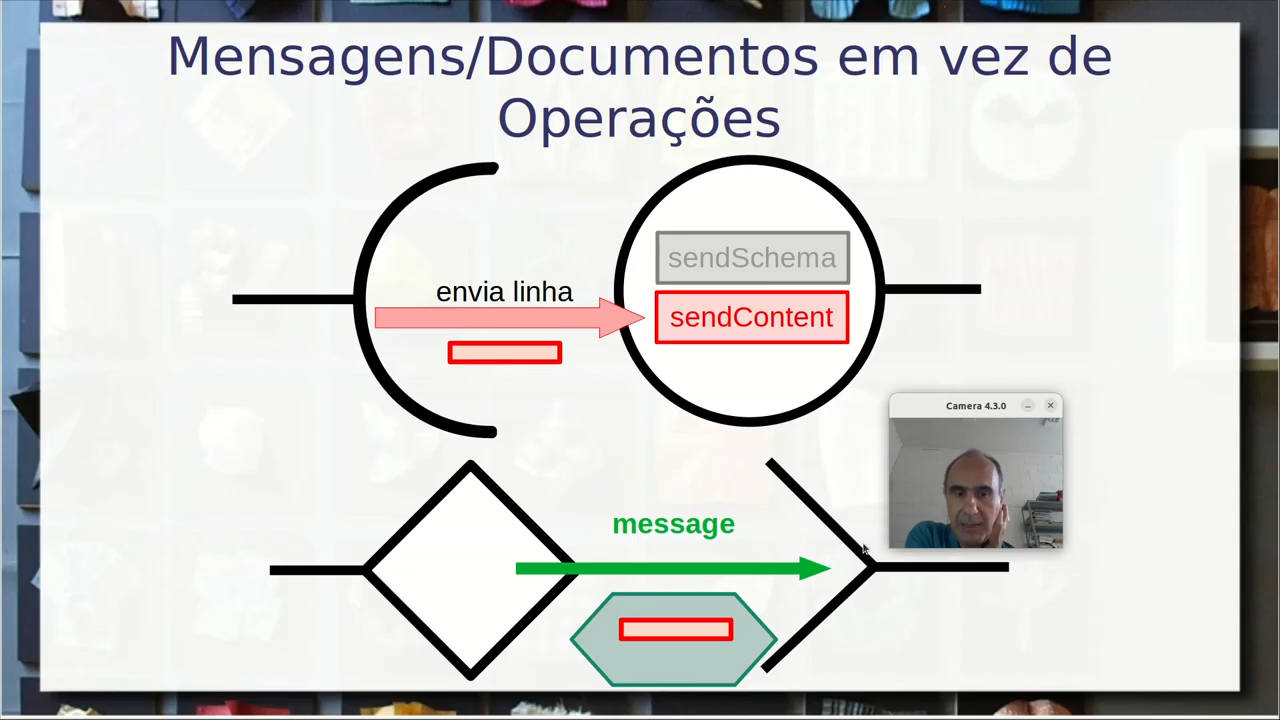 Mensagens/Documentos em vez de
Operações
sendSchema
envia linha
sendContent
Camera 4.3.0
message